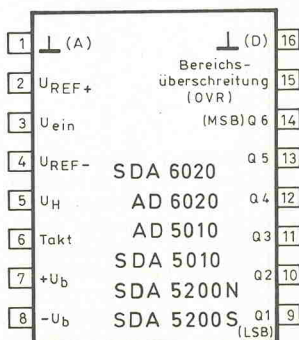 1 ⊥ (A)
2 UREF+
3 Uein
4 UREF-
5 UH
6 Takt
7 +Ub
8 -Ub
⊥ (D) 16
Bereichs-
überschreitung 15
(OVR)
(MSB) Q6 14
Q5 13
Q4 12
Q3 11
Q2 10
Q1 9
(LSB)
SDA 6020
AD 6020
AD 5010
SDA 5010
SDA 5200N
SDA 5200S